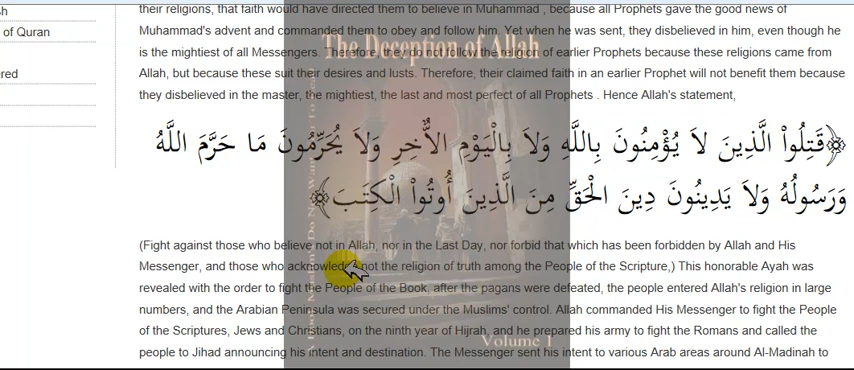 their religions, that faith would have directed them to believe in Muhammad , because all Prophets gave the good news of
Muhammad's advent and commanded them to obey and follow him. Yet when he was sent, they disbelieved in him, even though he
is the mightiest of all Messengers. Therefore, they do not follow the religion of earlier Prophets because these religions came from
Allah, but because these suit their desires and lusts. Therefore, their claimed faith in an earlier Prophet will not benefit them because
they disbelieved in the master, the mightiest, the last and most perfect of all Prophets . Hence Allah's statement,
﴿قَـتِلُواْ الَّذِينَ لاَ يُؤْمِنُونَ بِاللَّهِ وَلاَ بِالْيَوْمِ الأٌّخِرِ وَلاَ يُحَرِّمُونَ مَا حَرَّمَ اللَّهُ
وَرَسُولُهُ وَلاَ يَدِينُونَ دِينَ الْحَقِّ مِنَ الَّذِينَ أُوتُواْ الْكِتَـبَ﴾
(Fight against those who believe not in Allah, nor in the Last Day, nor forbid that which has been forbidden by Allah and His
Messenger, and those who acknowledge not the religion of truth among the People of the Scripture,) This honorable Ayah was
revealed with the order to fight the People of the Book, after the pagans were defeated, the people entered Allah's religion in large
numbers, and the Arabian Peninsula was secured under the Muslims' control. Allah commanded His Messenger to fight the People
of the Scriptures, Jews and Christians, on the ninth year of Hijrah, and he prepared his army to fight the Romans and called the
people to Jihad announcing his intent and destination. The Messenger sent his intent to various Arab areas around Al-Madinah to
of Quran
The Deception of Allah
Volume 1